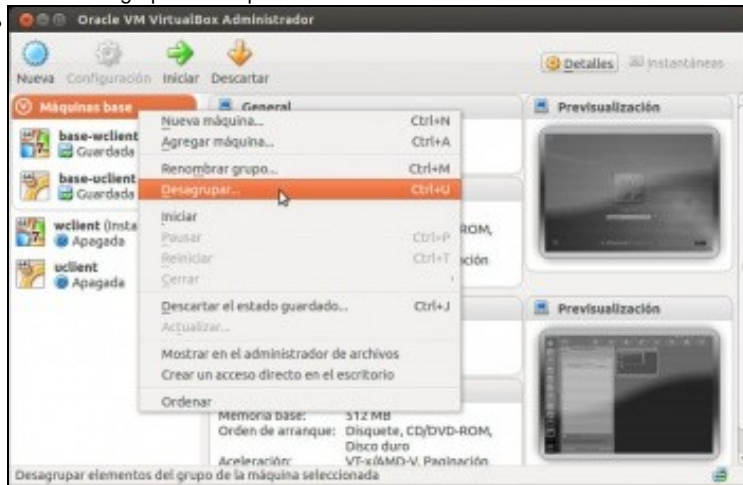 Oracle VM VirtualBox Administrador
Nueva Configuración Iniciar Descartar
Detalles Instantáneas
Máquinas base
base-wclient
Guardada
base-uclient
Guardada
wclient (Insta
Apagada
uclient
Apagada
General
Previsualización
Nueva máquina... Ctrl+N
Agregar máquina... Ctrl+A
Renombrar grupo... Ctrl+M
Desagrupar... Ctrl+U
Iniciar
Pausar Ctrl+P
Reiniciar Ctrl+T
Cerrar
Descartar el estado guardado... Ctrl+J
Actualizar...
Mostrar en el administrador de archivos
Crear un acceso directo en el escritorio
Ordenar
ROM,
ción
Previsualización
Memoria base: 512 MB
Orden de arranque: Disquete, CD/DVD-ROM,
Disco duro
Aceleración: VT-x/AMD-V, Paginación
Desagrupar elementos del grupo de la máquina seleccionada